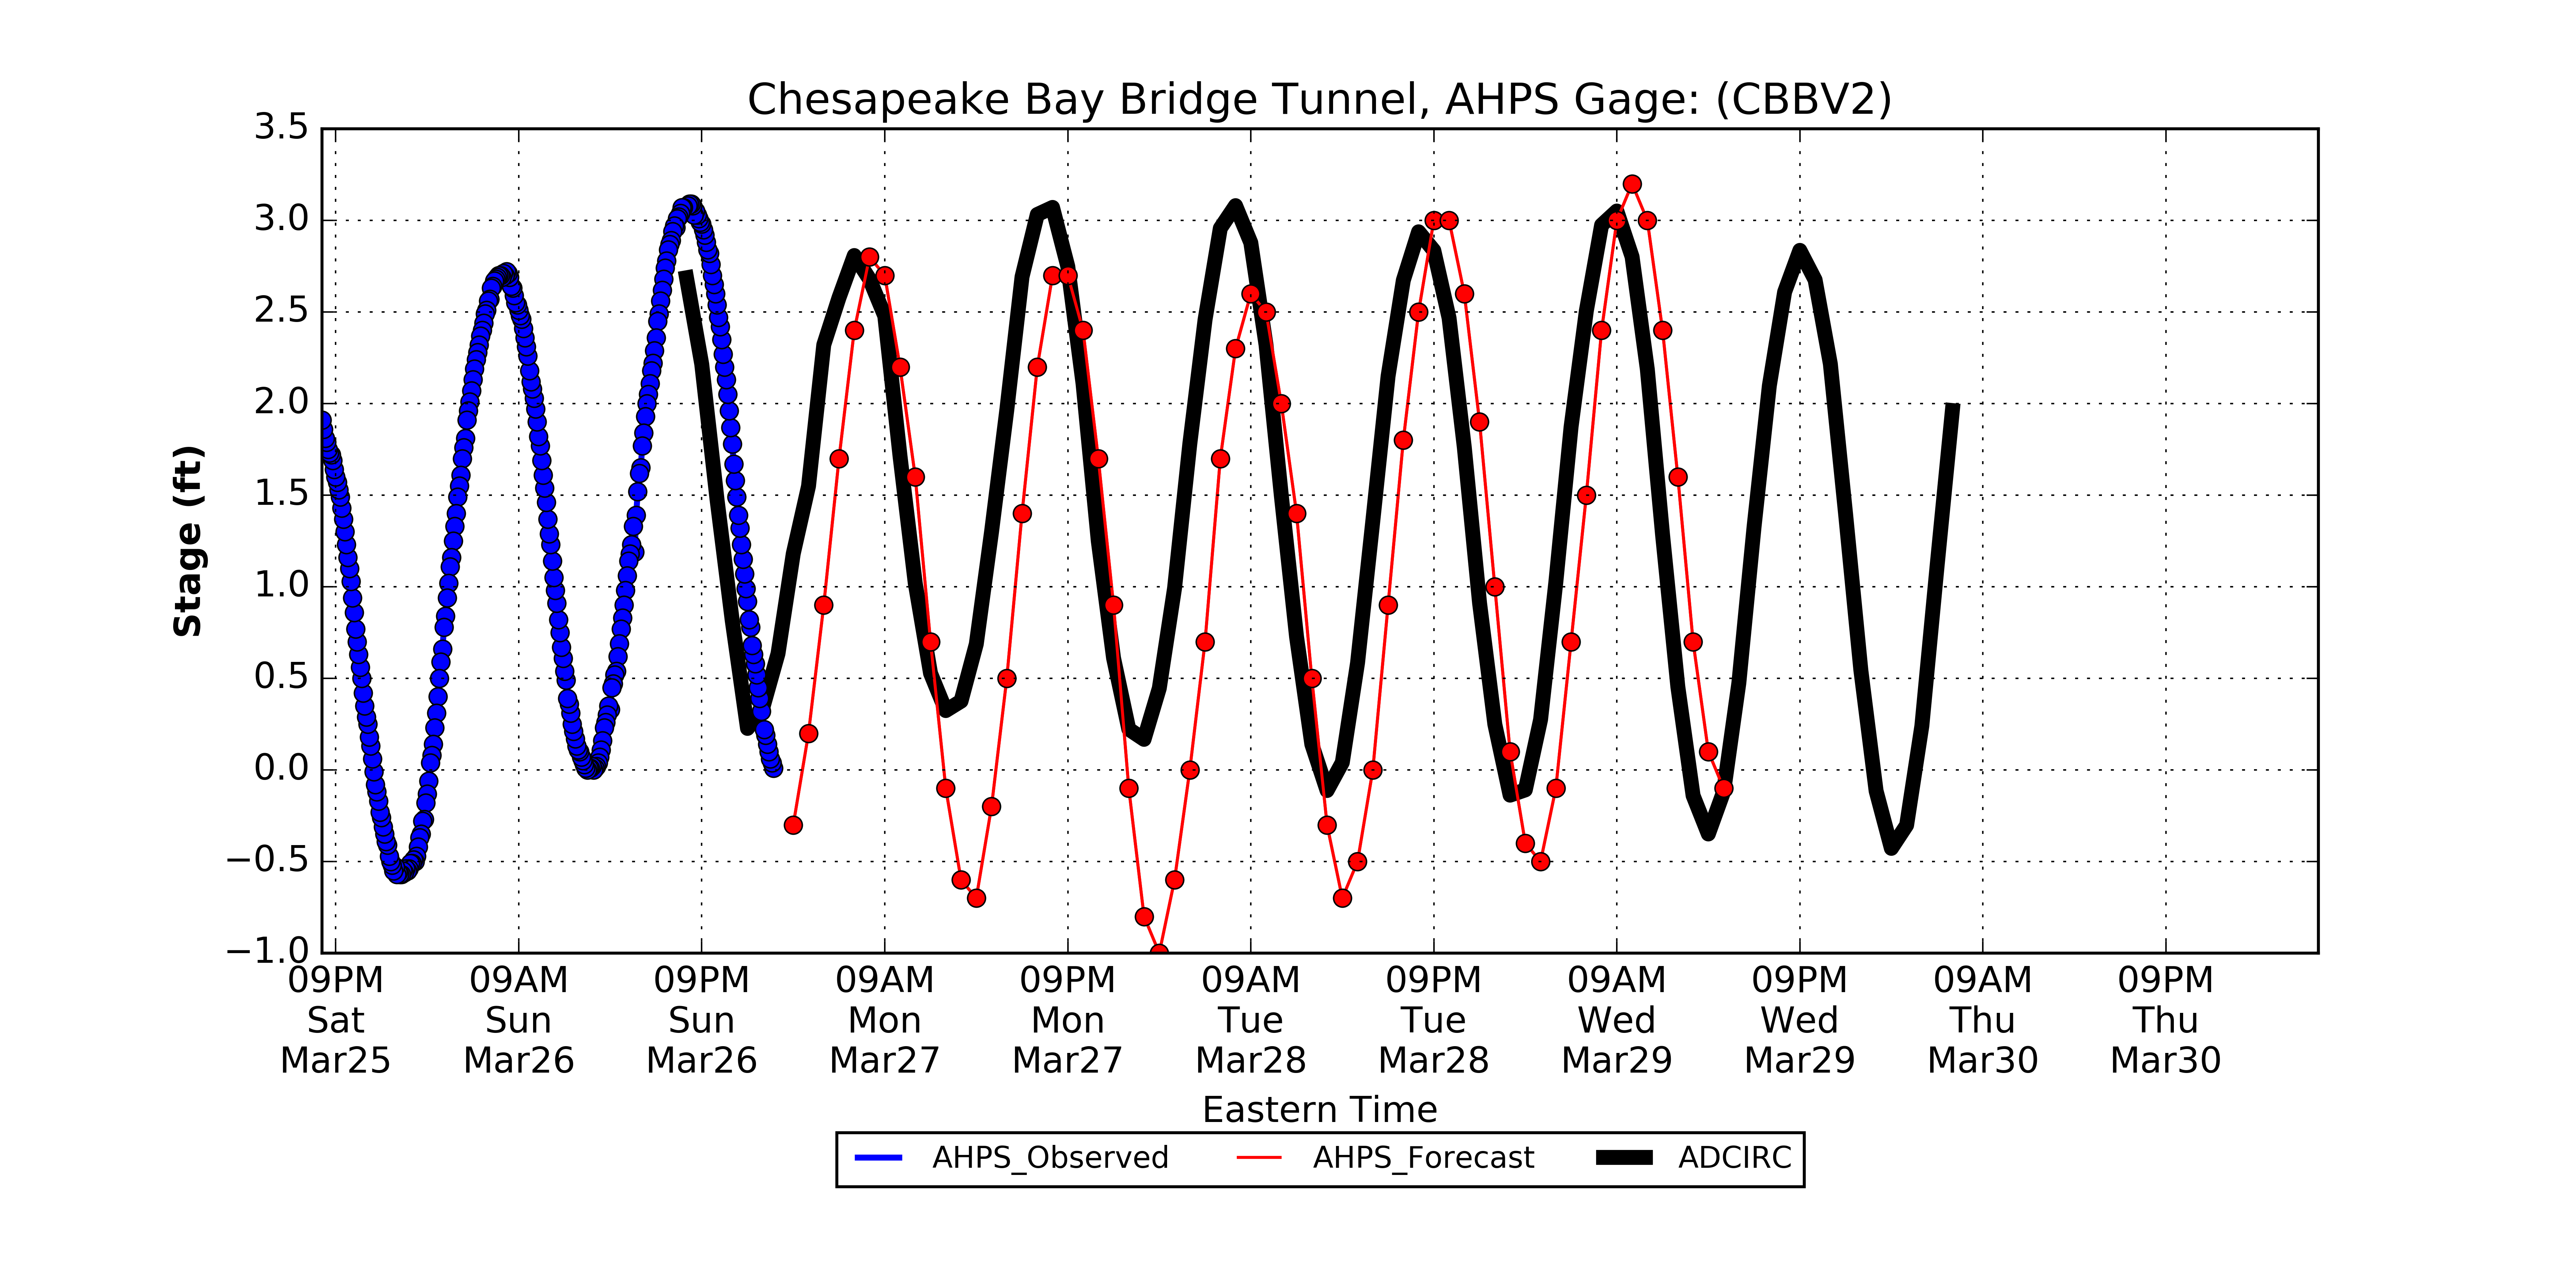 Chesapeake Bay Bridge Tunnel, AHPS Gage: (CBBV2)
3.5
3.0
2.5
2.0
1.5
1.0
0.5
0.0
−0.5
−1.0
Stage (ft)
09PM 09AM 09PM 09AM 09PM 09AM 09PM 09AM 09PM 09AM 09PM
Sat Sun Sun Mon Mon Tue Tue Wed Wed Thu Thu
Mar25 Mar26 Mar26 Mar27 Mar27 Mar28 Mar28 Mar29 Mar29 Mar30 Mar30
Eastern Time
AHPS_Observed AHPS_Forecast ADCIRC